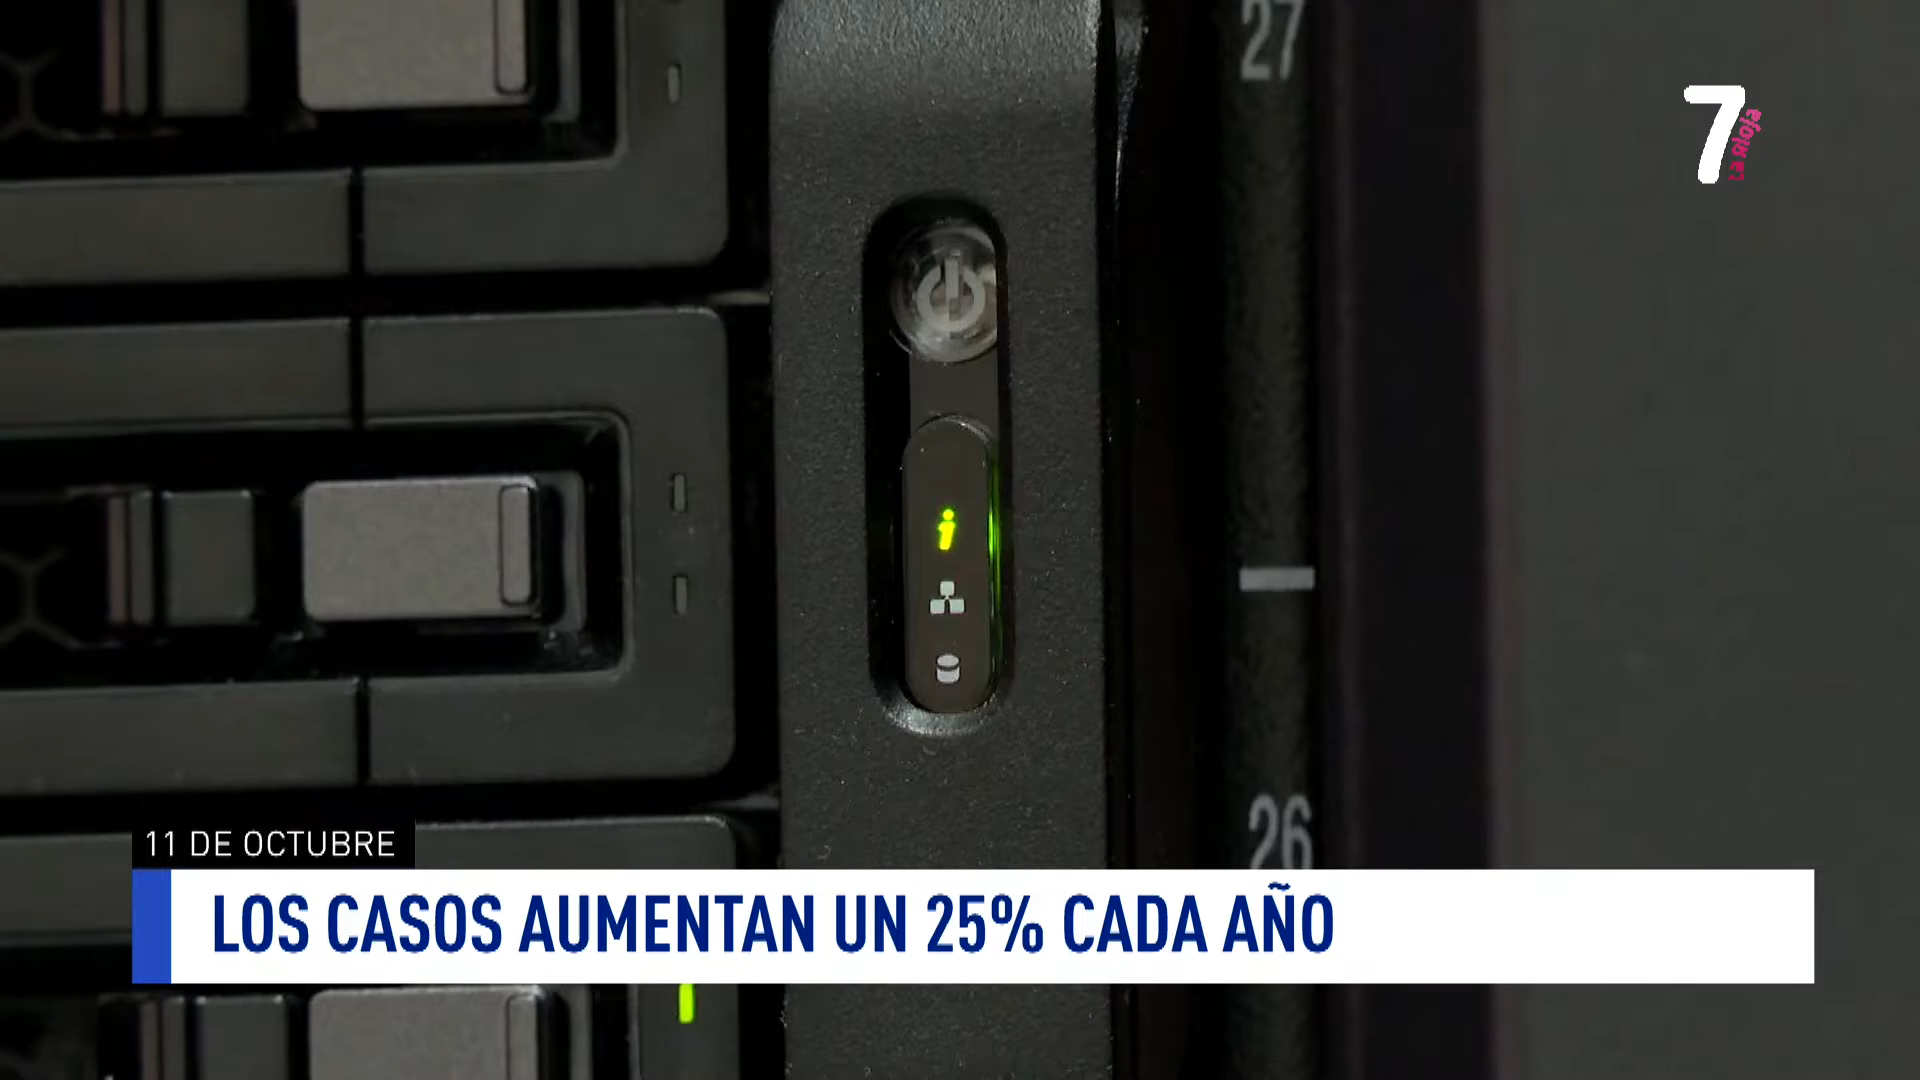 27
7
La Rioja
26
11 DE OCTUBRE
LOS CASOS AUMENTAN UN 25% CADA AÑO